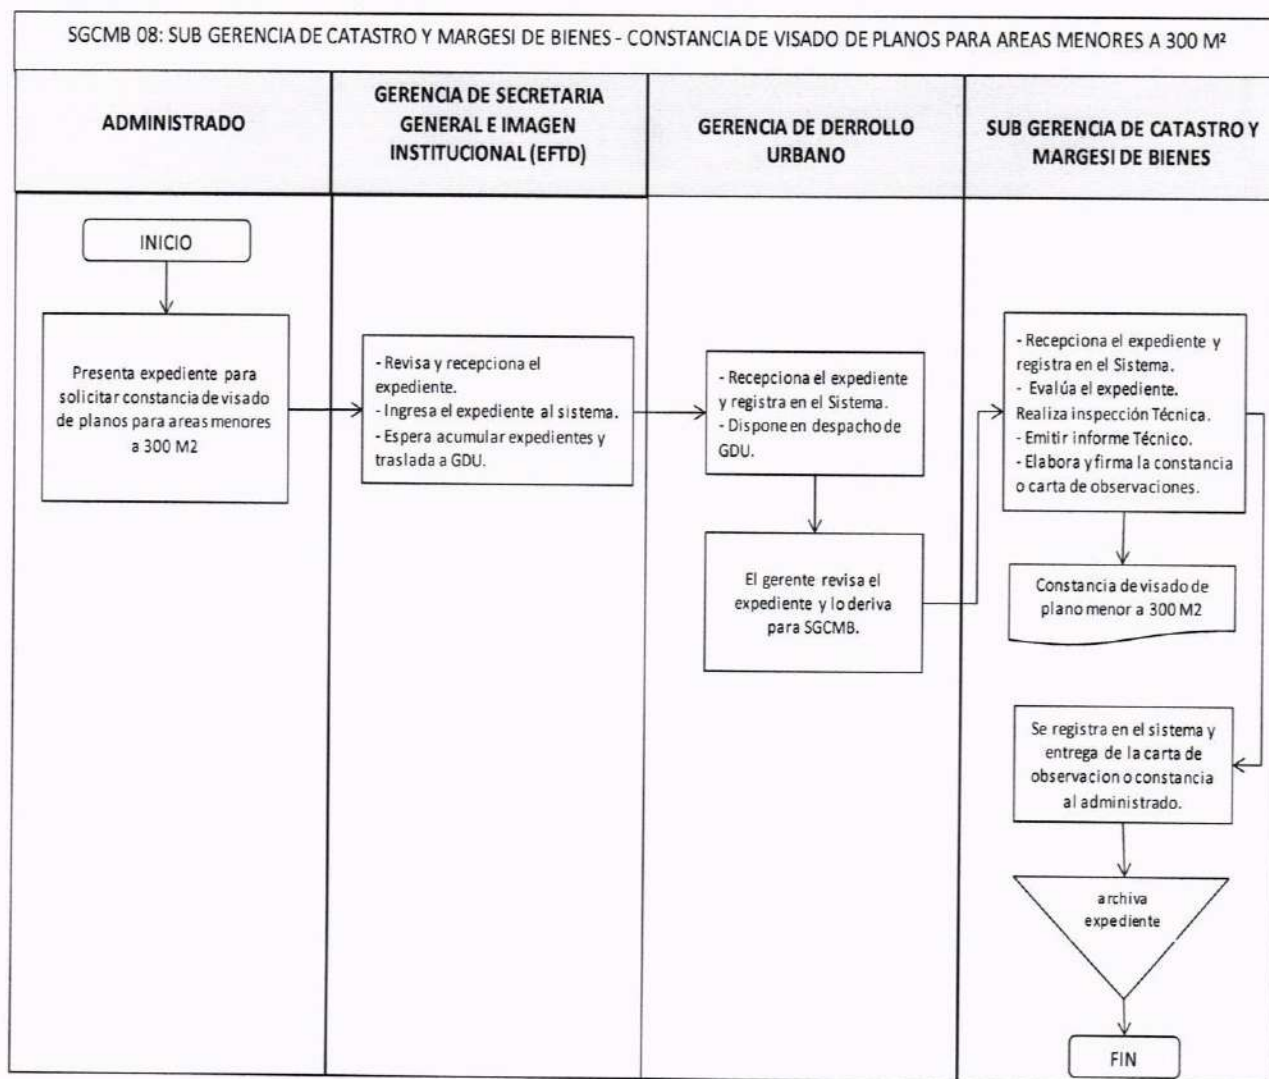 SGCMB 08: SUB GERENCIA DE CATASTRO Y MARGESI DE BIENES - CONSTANCIA DE VISADO DE PLANOS PARA AREAS MENORES A 300 M²
ADMINISTRADO
GERENCIA DE SECRETARIA
GENERAL E IMAGEN
INSTITUCIONAL (EFTD)
GERENCIA DE DERROLLO
URBANO
SUB GERENCIA DE CATASTRO Y
MARGESI DE BIENES
INICIO
Presenta expediente para
solicitar constancia de visado
de planos para areas menores
a 300 M2
- Revisa y recepciona el
expediente.
- Ingresa el expediente al sistema.
- Espera acumular expedientes y
traslada a GDU.
- Recepciona el expediente
y registra en el Sistema.
- Dispone en despacho de
GDU.
El gerente revisa el
expediente y lo deriva
para SGCMB.
- Recepciona el expediente y
registra en el Sistema.
- Evalúa el expediente.
Realiza inspección Técnica.
- Emitir informe Técnico.
- Elabora y firma la constancia
o carta de observaciones.
Constancia de visado de
plano menor a 300 M2
Se registra en el sistema y
entrega de la carta de
observacion o constancia
al administrado.
archiva
expediente
FIN